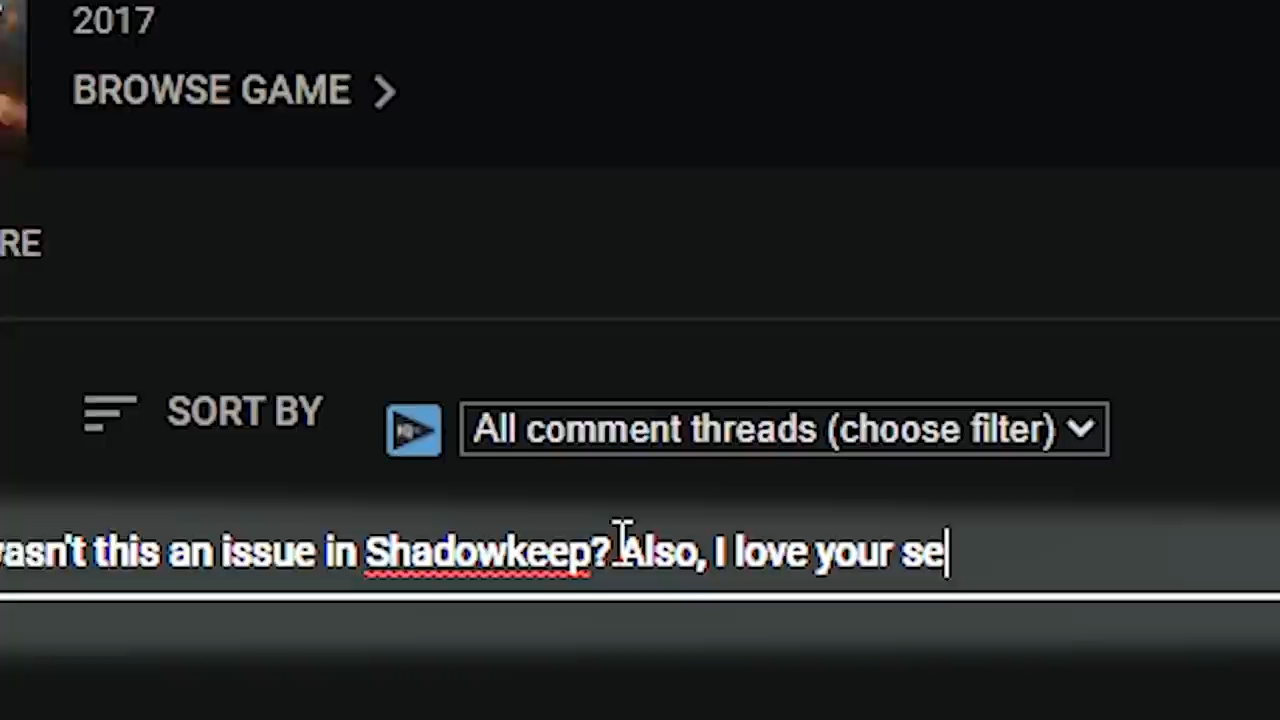 2017
BROWSE GAME
RE
SORT BY
All comment threads (choose filter)
wasn't this an issue in Shadowkeep? Also, I love your se